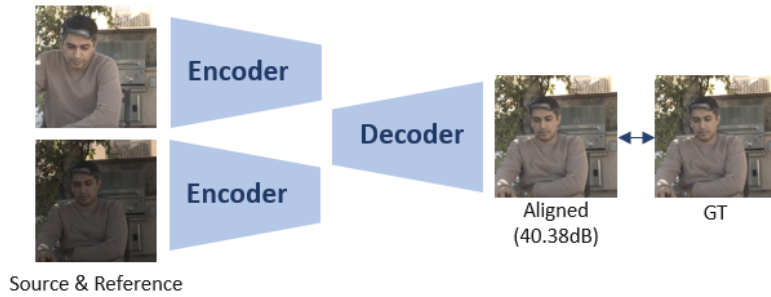 Encoder
Decoder
Encoder
Aligned
(40.38dB)
GT
Source & Reference